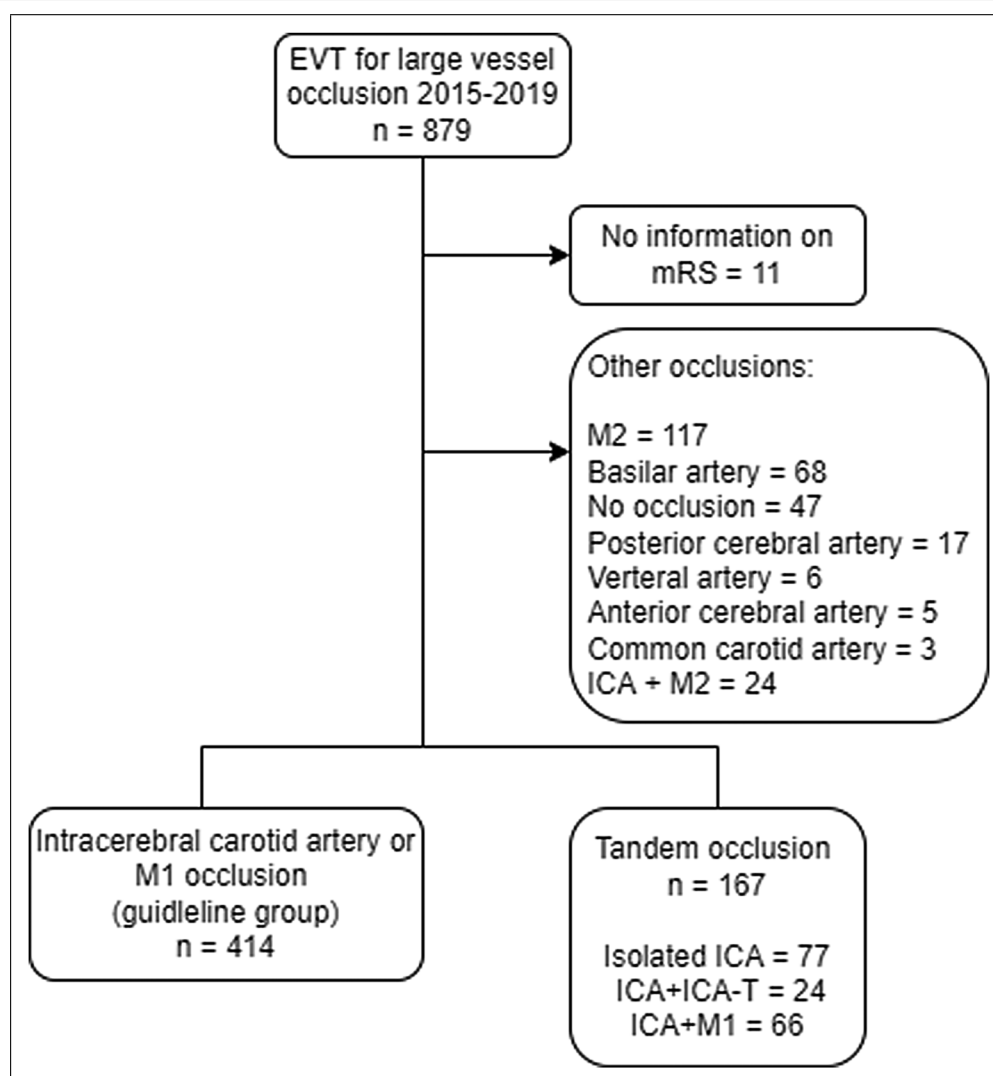 EVT for large vessel
occlusion 2015-2019
n = 879
No information on
mRS = 11
Other occlusions:
M2 = 117
Basilar artery = 68
No occlusion = 47
Posterior cerebral artery = 17
Verteral artery = 6
Anterior cerebral artery = 5
Common carotid artery = 3
ICA + M2 = 24
Intracerebral carotid artery or
M1 occlusion
(guidleline group)
n = 414
Tandem occlusion
n = 167
Isolated ICA = 77
ICA+ICA-T = 24
ICA+M1 = 66